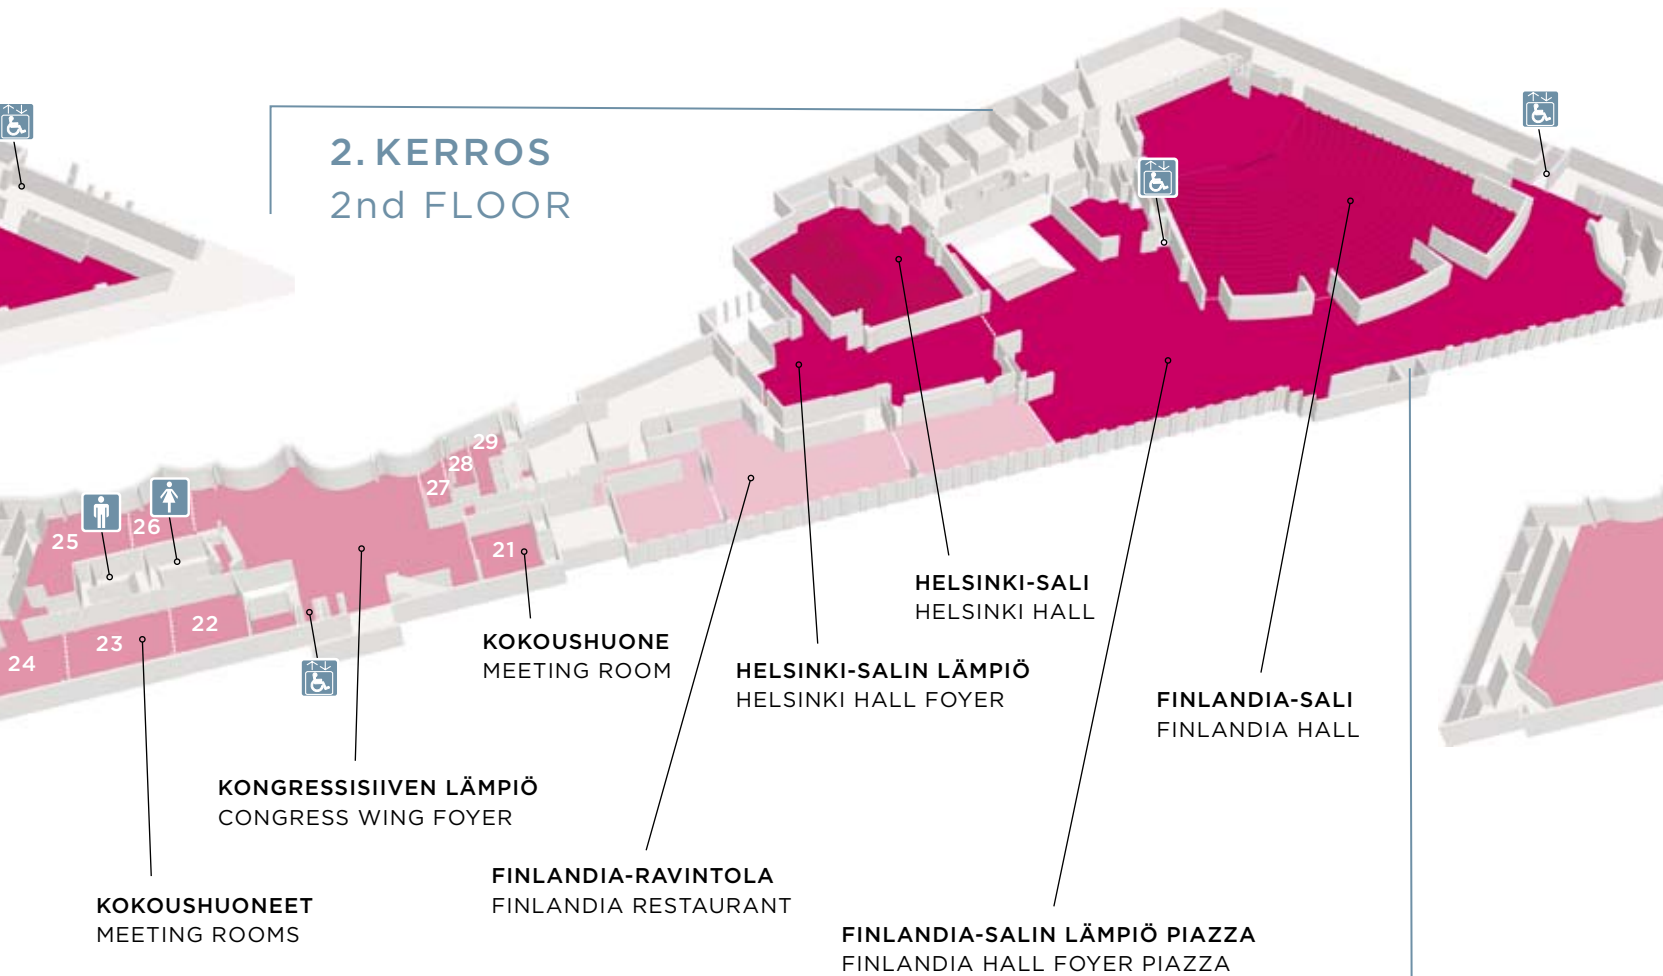 2. KERROS
2nd FLOOR
29
28
27
26
25
21
22
23
24
HELSINKI-SALI
HELSINKI HALL
KOKOUSHUONE
MEETING ROOM
HELSINKI-SALIN LÄMPIÖ
HELSINKI HALL FOYER
FINLANDIA-SALI
FINLANDIA HALL
KONGRESSISIIVEN LÄMPIÖ
CONGRESS WING FOYER
FINLANDIA-RAVINTOLA
FINLANDIA RESTAURANT
KOKOUSHUONEET
MEETING ROOMS
FINLANDIA-SALIN LÄMPIÖ PIAZZA
FINLANDIA HALL FOYER PIAZZA